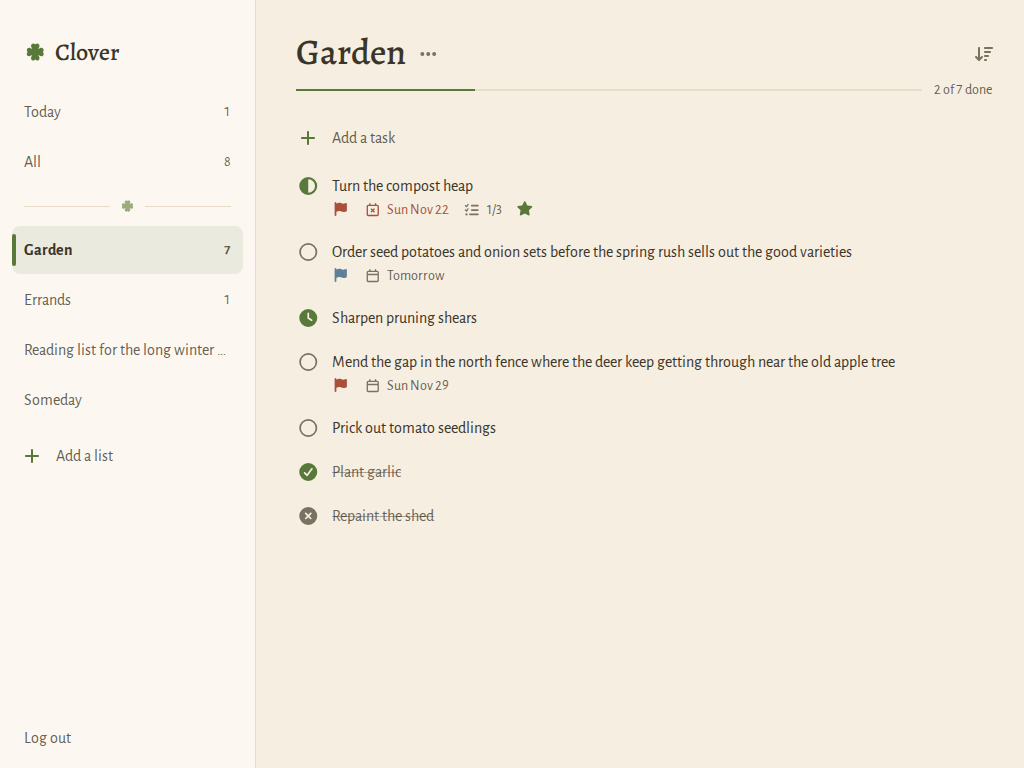 Clover
Today 1
All 8
Garden 7
Errands 1
Reading list for the long winter ...
Someday
Add a list
Log out
Garden
2 of 7 done
Add a task
Turn the compost heap
Sun Nov 22 1/3
Order seed potatoes and onion sets before the spring rush sells out the good varieties
Tomorrow
Sharpen pruning shears
Mend the gap in the north fence where the deer keep getting through near the old apple tree
Sun Nov 29
Prick out tomato seedlings
Plant garlic
Repaint the shed